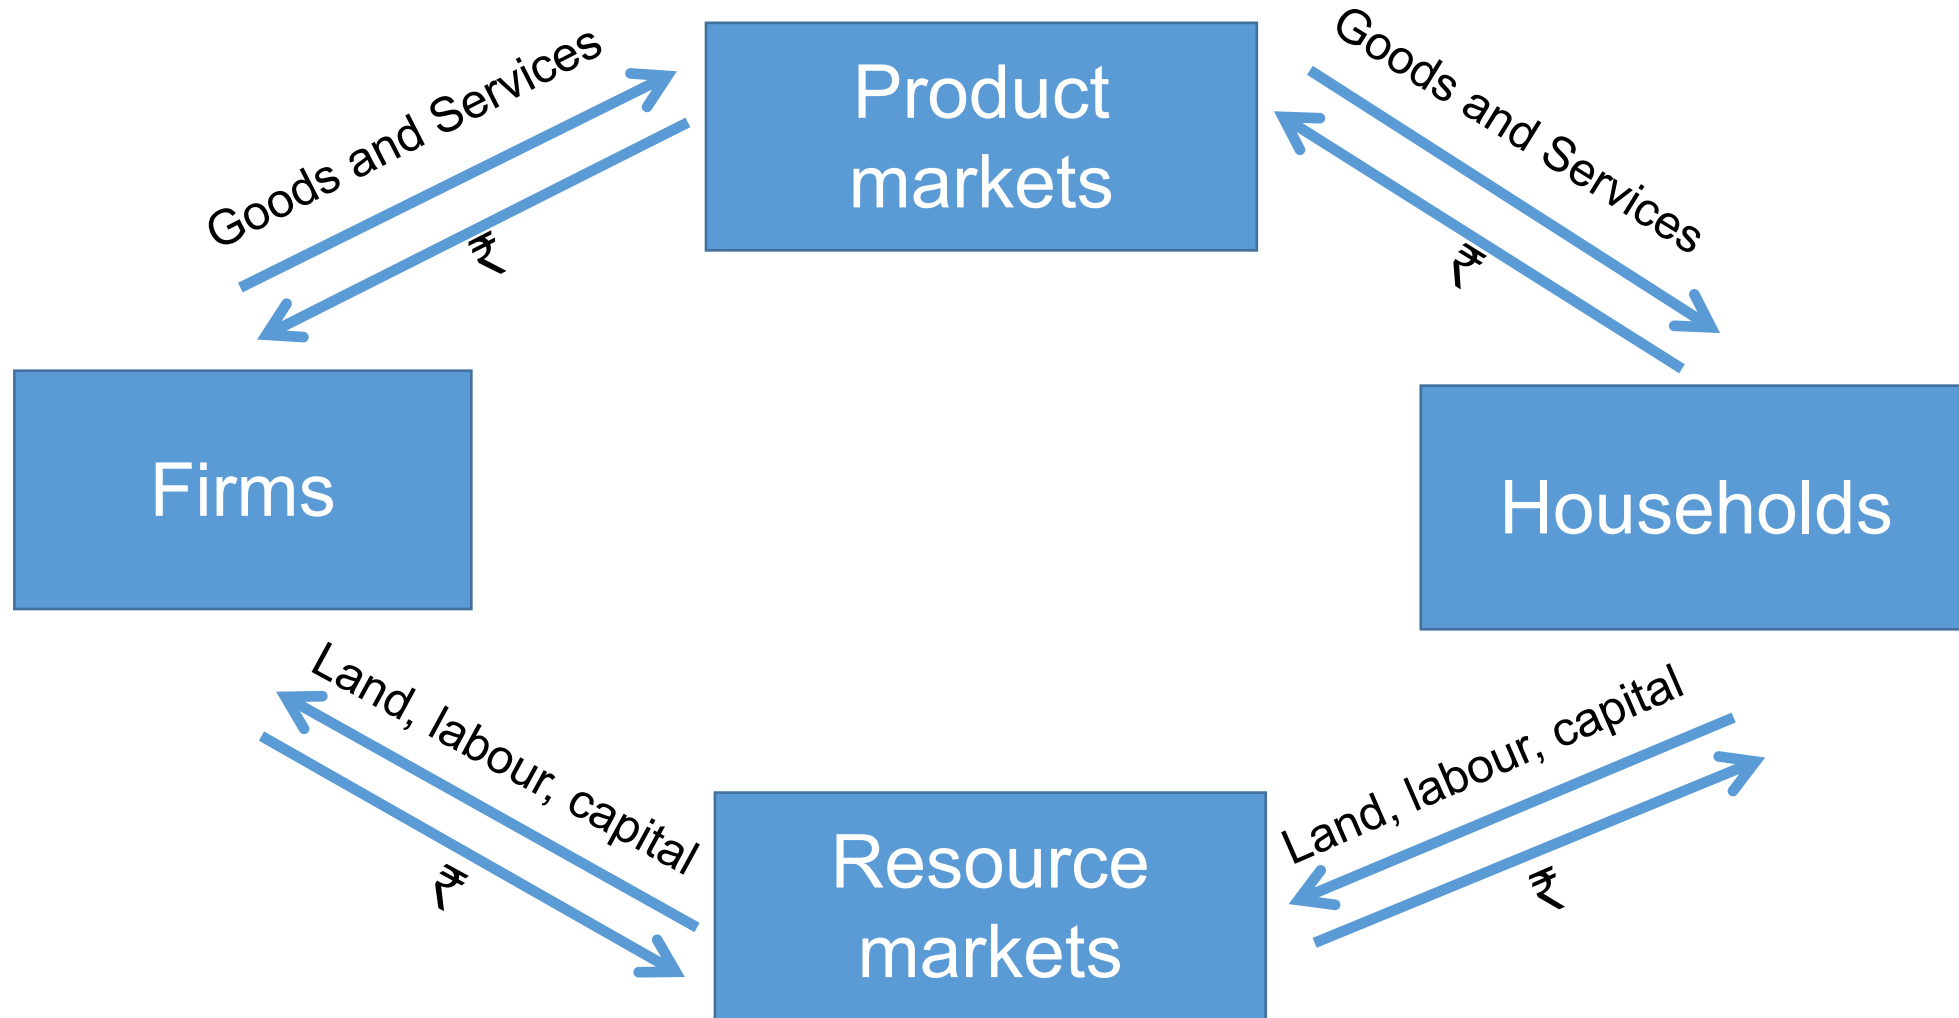 Goods and Services
Product
markets
Goods and Services
₹
₹
Firms
Households
Land, labour, capital
Land, labour, capital
₹
Resource
markets
₹